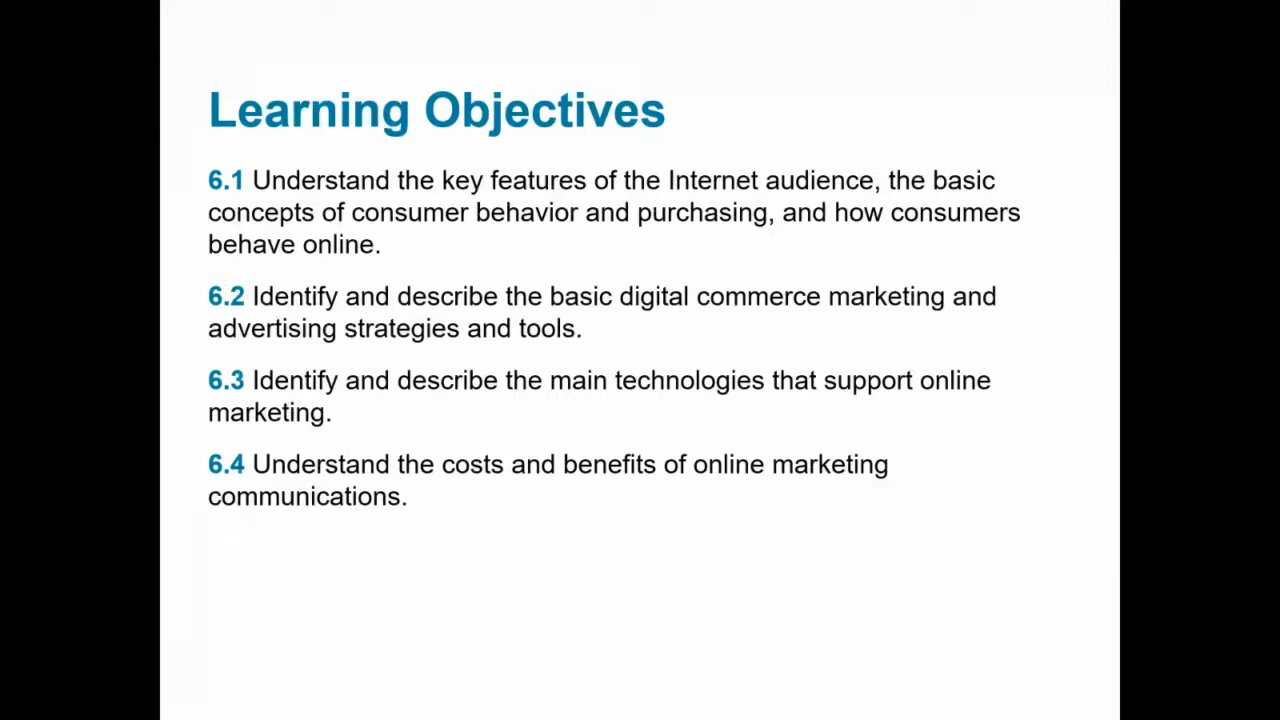 Learning Objectives
6.1 Understand the key features of the Internet audience, the basic
concepts of consumer behavior and purchasing, and how consumers
behave online.
6.2 Identify and describe the basic digital commerce marketing and
advertising strategies and tools.
6.3 Identify and describe the main technologies that support online
marketing.
6.4 Understand the costs and benefits of online marketing
communications.